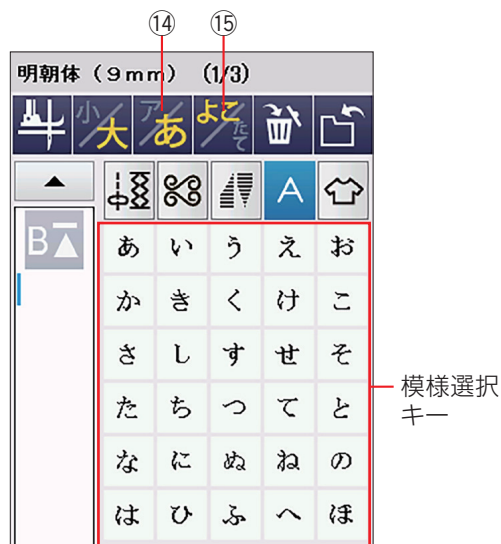 ⑭ ⑮
明朝体（9mm） (1/3)
小大 アあ よこたて
A
B
あ い う え お
か き く け こ
さ し す せ そ
た ち つ て と
な に ぬ ね の
は ひ ふ へ ほ
模様選択
キー